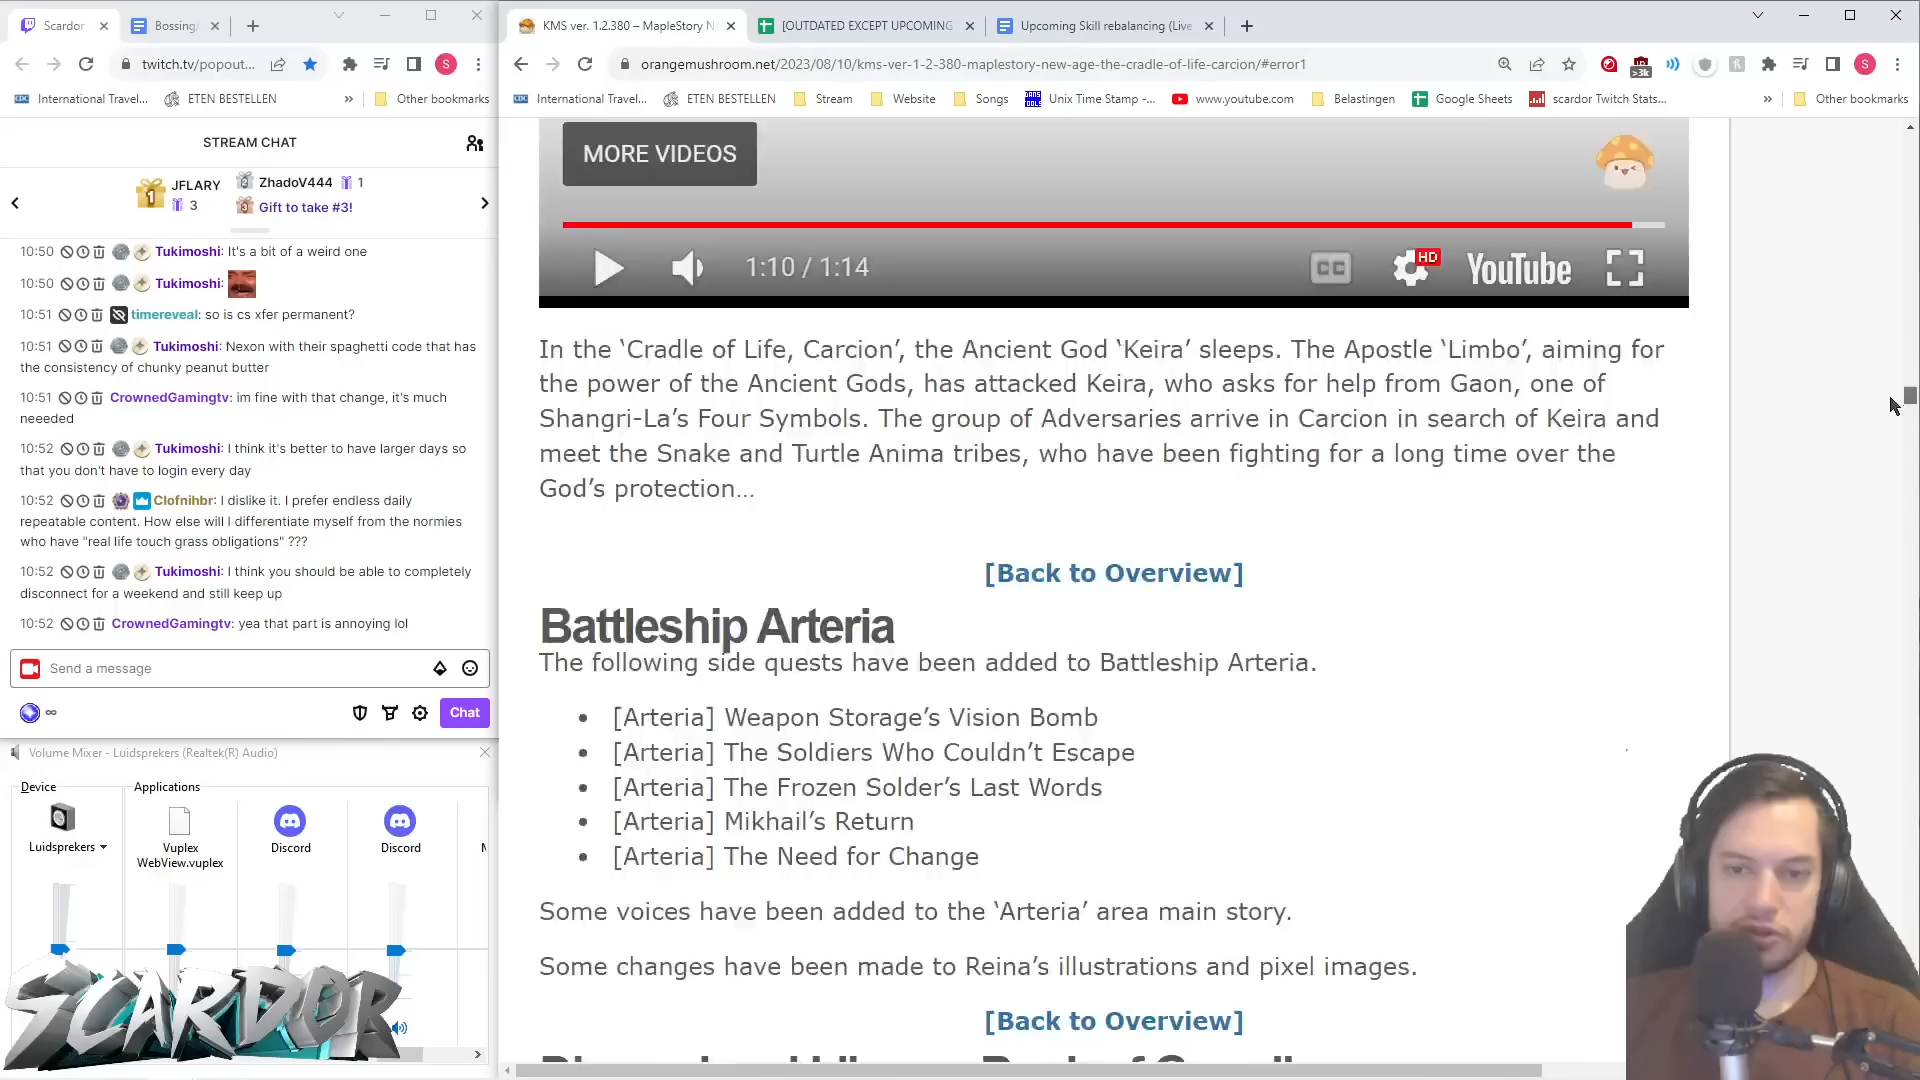 Scardor
Bossing/
twitch.tv/popout...
S
International Travel...
ETEN BESTELLEN
»
Other bookmarks
STREAM CHAT
JFLARY
3
ZhadoV444 1
Gift to take #3!
10:50 Tukimoshi: It's a bit of a weird one
10:50 Tukimoshi:
10:51 timereveal: so is cs xfer permanent?
10:51 Tukimoshi: Nexon with their spaghetti code that has
the consistency of chunky peanut butter
10:51 CrownedGamingtv: im fine with that change, it's much
neeeded
10:52 Tukimoshi: I think it's better to have larger days so
that you don't have to login every day
10:52 Clofnihbr: I dislike it. I prefer endless daily
repeatable content. How else will I differentiate myself from the normies
who have "real life touch grass obligations" ???
10:52 Tukimoshi: I think you should be able to completely
disconnect for a weekend and still keep up
10:52 CrownedGamingtv: yea that part is annoying lol
Send a message
∞
Chat
Volume Mixer - Luidsprekers (Realtek(R) Audio)
Device
Applications
Luidsprekers
Vuplex
WebView.vuplex
Discord
Discord
SCARDOR
KMS ver. 1.2.380 – MapleStory N
[OUTDATED EXCEPT UPCOMING
Upcoming Skill rebalancing (Live
orangemushroom.net/2023/08/10/kms-ver-1-2-380-maplestory-new-age-the-cradle-of-life-carcion/#error1
>3k
S
International Travel...
ETEN BESTELLEN
Stream
Website
Songs
Unix Time Stamp -...
www.youtube.com
Belastingen
Google Sheets
scardor Twitch Stats...
»
Other bookmarks
MORE VIDEOS
1:10 / 1:14
CC
HD
YouTube
In the ‘Cradle of Life, Carcion’, the Ancient God ‘Keira’ sleeps. The Apostle ‘Limbo’, aiming for
the power of the Ancient Gods, has attacked Keira, who asks for help from Gaon, one of
Shangri-La’s Four Symbols. The group of Adversaries arrive in Carcion in search of Keira and
meet the Snake and Turtle Anima tribes, who have been fighting for a long time over the
God’s protection…
[Back to Overview]
Battleship Arteria
The following side quests have been added to Battleship Arteria.
• [Arteria] Weapon Storage’s Vision Bomb
• [Arteria] The Soldiers Who Couldn’t Escape
• [Arteria] The Frozen Solder’s Last Words
• [Arteria] Mikhail’s Return
• [Arteria] The Need for Change
Some voices have been added to the ‘Arteria’ area main story.
Some changes have been made to Reina’s illustrations and pixel images.
[Back to Overview]